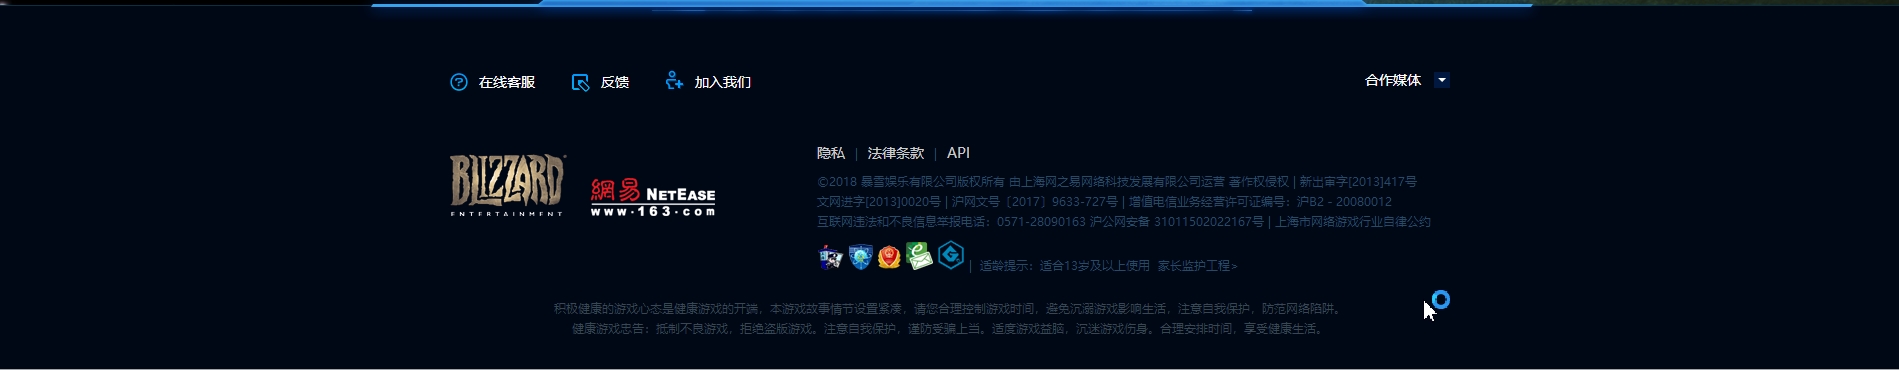 在线客服 反馈 加入我们 合作媒体
隐私 | 法律条款 | API
BLIZZARD
ENTERTAINMENT
網易 NETEASE
www.163.com
©2018 暴雪娱乐有限公司版权所有 由上海网之易网络科技发展有限公司运营 著作权侵权 | 新出审字[2013]417号
文网进字[2013]0020号 | 沪网文号〔2017〕9633-727号 | 增值电信业务经营许可证编号：沪B2 - 20080012
互联网违法和不良信息举报电话：0571-28090163 沪公网安备 31011502022167号 | 上海市网络游戏行业自律公约
| 适龄提示：适合13岁及以上使用 家长监护工程>
积极健康的游戏心态是健康游戏的开端，本游戏故事情节设置紧凑，请您合理控制游戏时间，避免沉溺游戏影响生活，注意自我保护，防范网络陷阱。
健康游戏忠告：抵制不良游戏，拒绝盗版游戏。注意自我保护，谨防受骗上当。适度游戏益脑，沉迷游戏伤身。合理安排时间，享受健康生活。